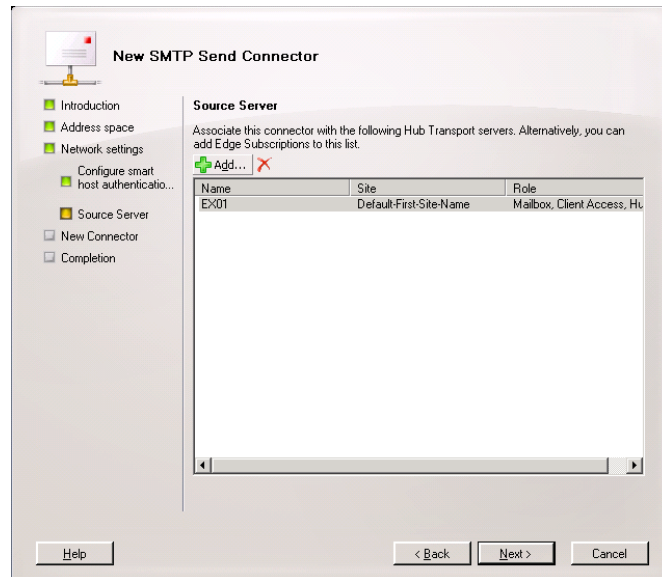 New SMTP Send Connector
Introduction
Address space
Network settings
Configure smart
host authenticatio...
Source Server
New Connector
Completion
Source Server
Associate this connector with the following Hub Transport servers. Alternatively, you can
add Edge Subscriptions to this list.
Add...
Name Site Role
EX01 Default-First-Site-Name Mailbox, Client Access, Hu
Help < Back Next > Cancel